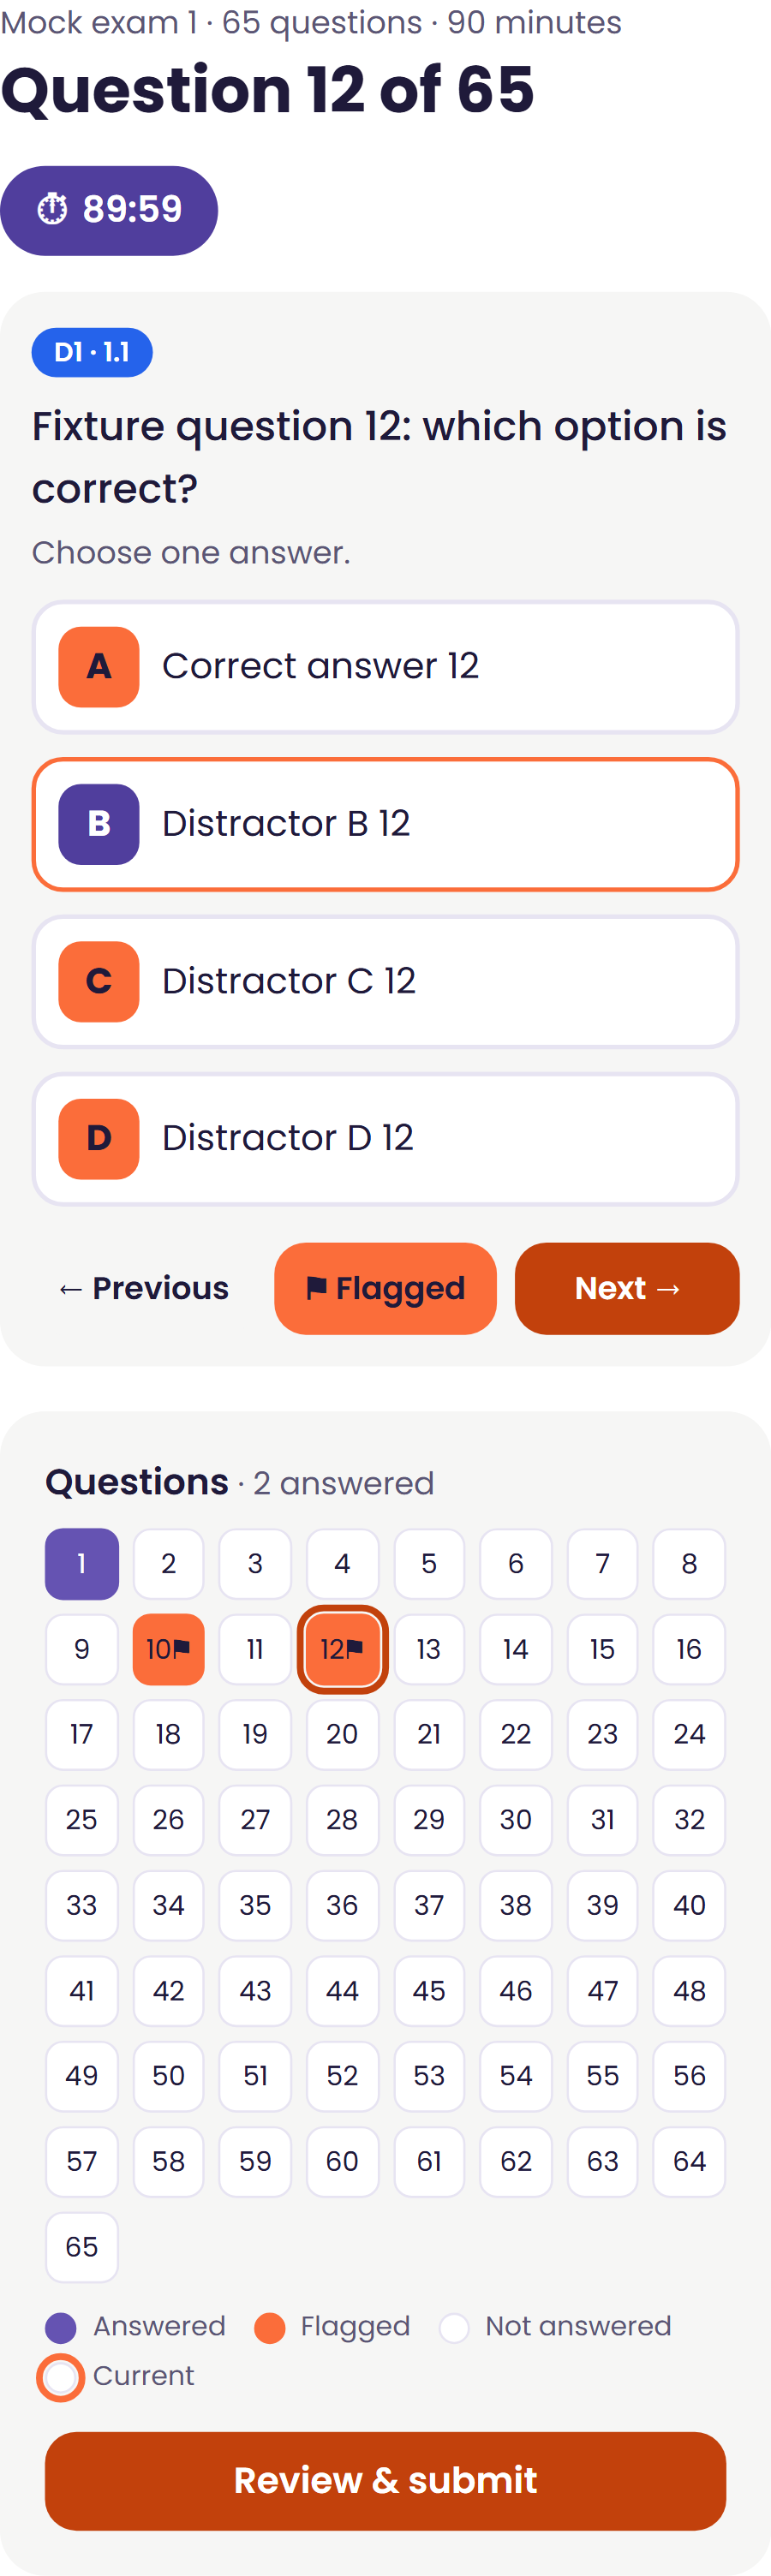 Mock exam 1 · 65 questions · 90 minutes
Question 12 of 65
⏱ 89:59
D1 · 1.1
Fixture question 12: which option is
correct?
Choose one answer.
A Correct answer 12
B Distractor B 12
C Distractor C 12
D Distractor D 12
← Previous ⚑ Flagged Next →
Questions · 2 answered
1 2 3 4 5 6 7 8
9 10⚑ 11 12⚑ 13 14 15 16
17 18 19 20 21 22 23 24
25 26 27 28 29 30 31 32
33 34 35 36 37 38 39 40
41 42 43 44 45 46 47 48
49 50 51 52 53 54 55 56
57 58 59 60 61 62 63 64
65
Answered Flagged Not answered
Current
Review & submit